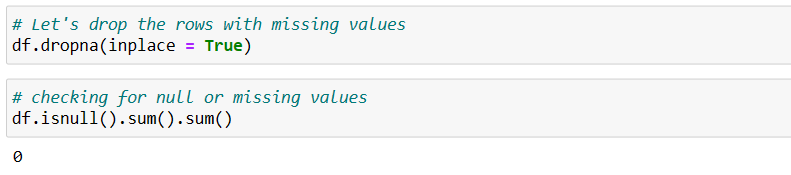 # Let's drop the rows with missing values
df.dropna(inplace = True)
# checking for null or missing values
df.isnull().sum().sum()
0